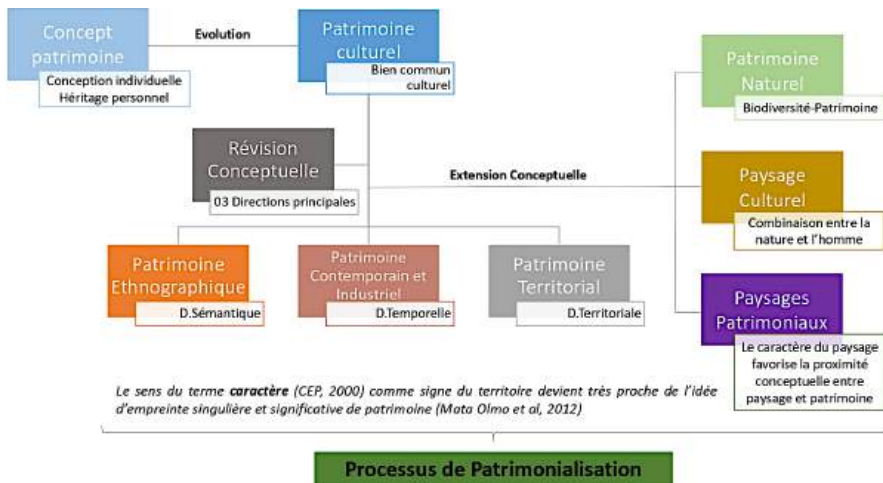 Concept
patrimoine
Conception individuelle
Héritage personnel
Evolution
Patrimoine
culturel
Bien commun
culturel
Patrimoine
Naturel
Biodiversité-Patrimoine
Révision
Conceptuelle
03 Directions principales
Extension Conceptuelle
Paysage
Culturel
Combinaison entre la
nature et l'homme
Patrimoine
Ethnographique
D.Sémantique
Patrimoine
Contemporain et
Industriel
D.Temporelle
Patrimoine
Territorial
D.Territoriale
Paysages
Patrimoniaux
Le caractère du paysage
favorise la proximité
conceptuelle entre
paysage et patrimoine
Le sens du terme caractère (CEP, 2000) comme signe du territoire devient très proche de l'idée
d'empreinte singulière et significative de patrimoine (Mata Olmo et al, 2012)
Processus de Patrimonialisation